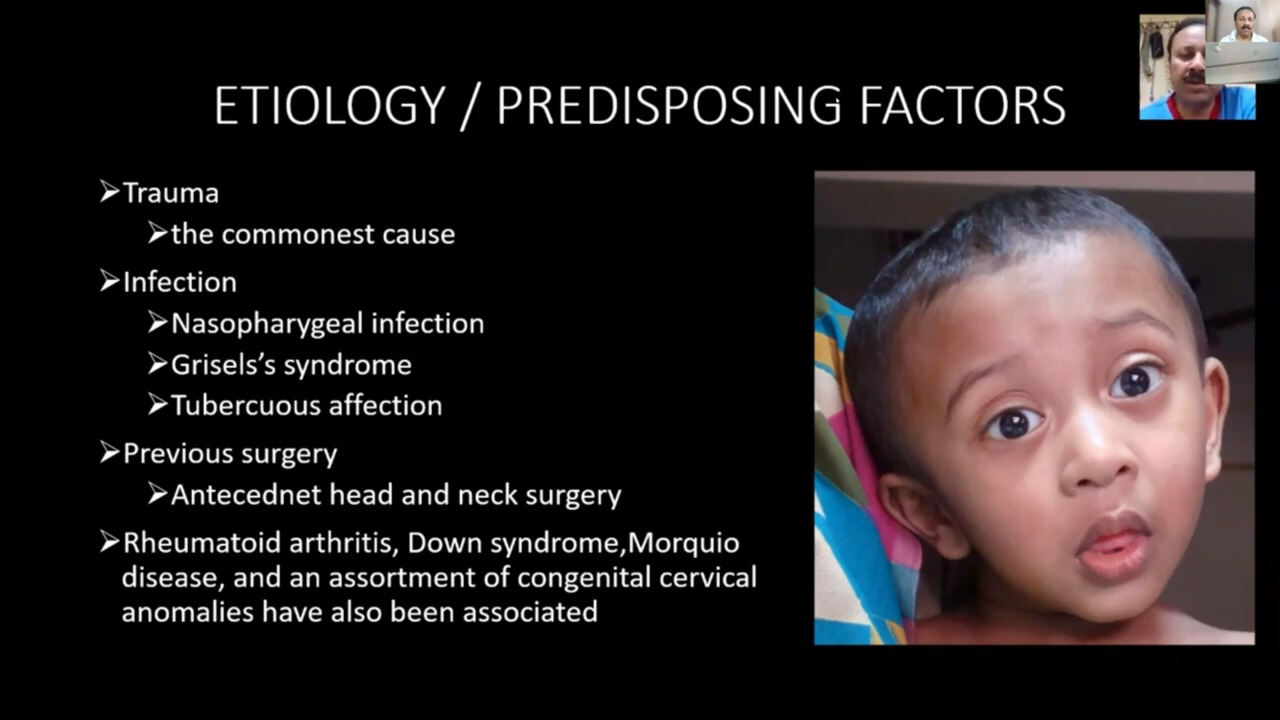 ETIOLOGY / PREDISPOSING FACTORS
➢Trauma
➢the commonest cause
➢Infection
➢Nasopharygeal infection
➢Grisels's syndrome
➢Tubercuous affection
➢Previous surgery
➢Antecednet head and neck surgery
➢Rheumatoid arthritis, Down syndrome,Morquio
disease, and an assortment of congenital cervical
anomalies have also been associated